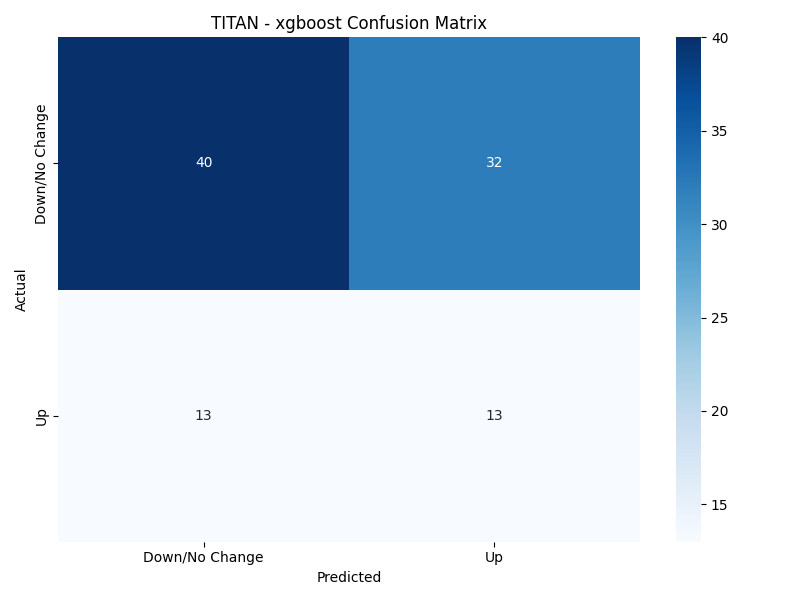 TITAN - xgboost Confusion Matrix
Actual
Down/No Change
Up
40
32
13
13
Down/No Change
Up
Predicted
40
35
30
25
20
15